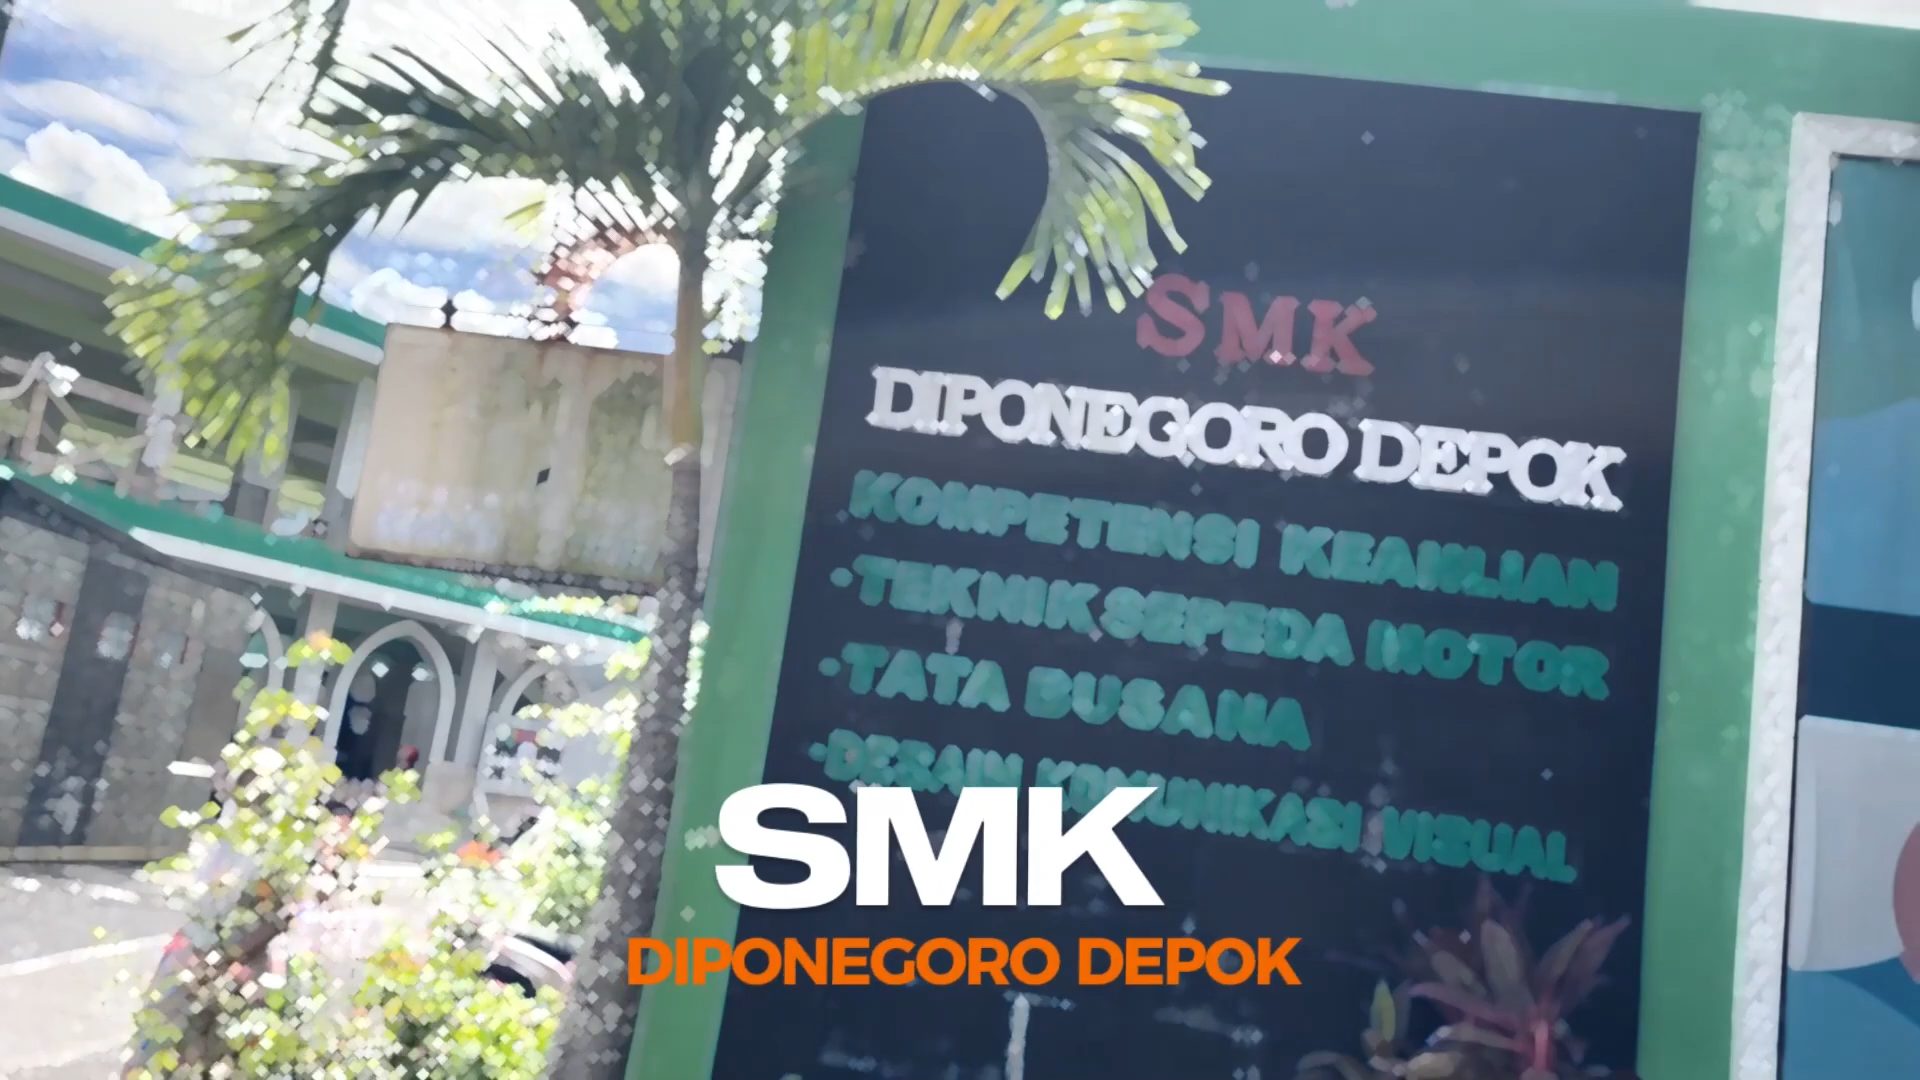 SMK
DIPONEGORO DEPOK
KOMPETENSI KEAHLIAN
•TEKNIK SEPEDA MOTOR
•TATA BUSANA
•DESAIN KOMUNIKASI VISUAL
SMK
DIPONEGORO DEPOK